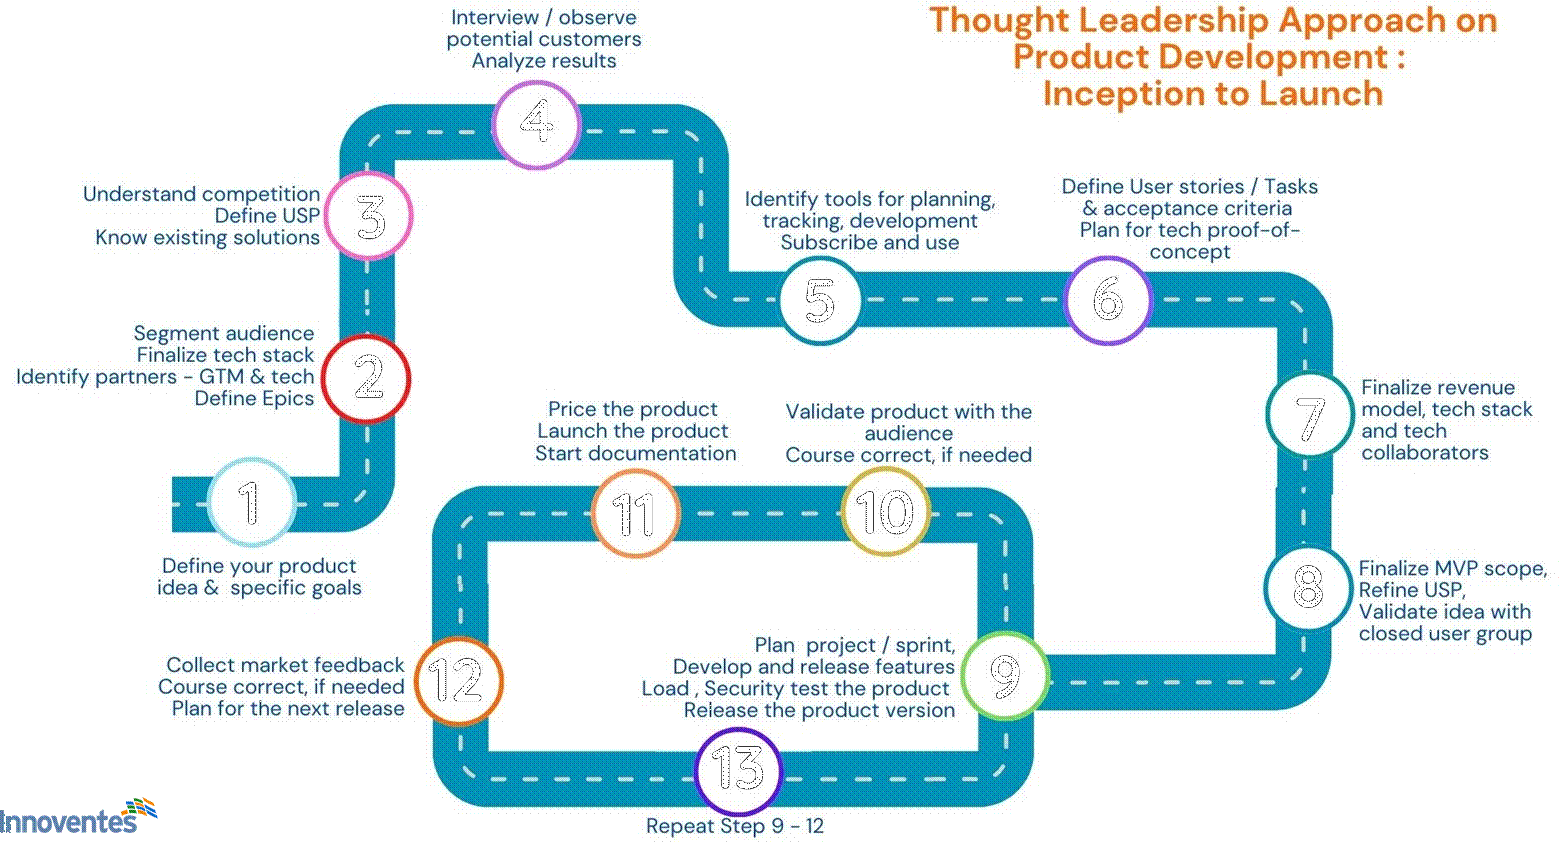 Thought Leadership Approach on
Product Development :
Inception to Launch
1
Define your product
idea & specific goals
2
Segment audience
Finalize tech stack
Identify partners - GTM & tech
Define Epics
3
Understand competition
Define USP
Know existing solutions
4
Interview / observe
potential customers
Analyze results
5
Identify tools for planning,
tracking, development
Subscribe and use
6
Define User stories / Tasks
& acceptance criteria
Plan for tech proof-of-
concept
7
Finalize revenue
model, tech stack
and tech
collaborators
8
Finalize MVP scope,
Refine USP,
Validate idea with
closed user group
9
Plan project / sprint,
Develop and release features
Load , Security test the product
Release the product version
10
Validate product with the
audience
Course correct, if needed
11
Price the product
Launch the product
Start documentation
12
Collect market feedback
Course correct, if needed
Plan for the next release
13
Repeat Step 9 - 12
Innoventes